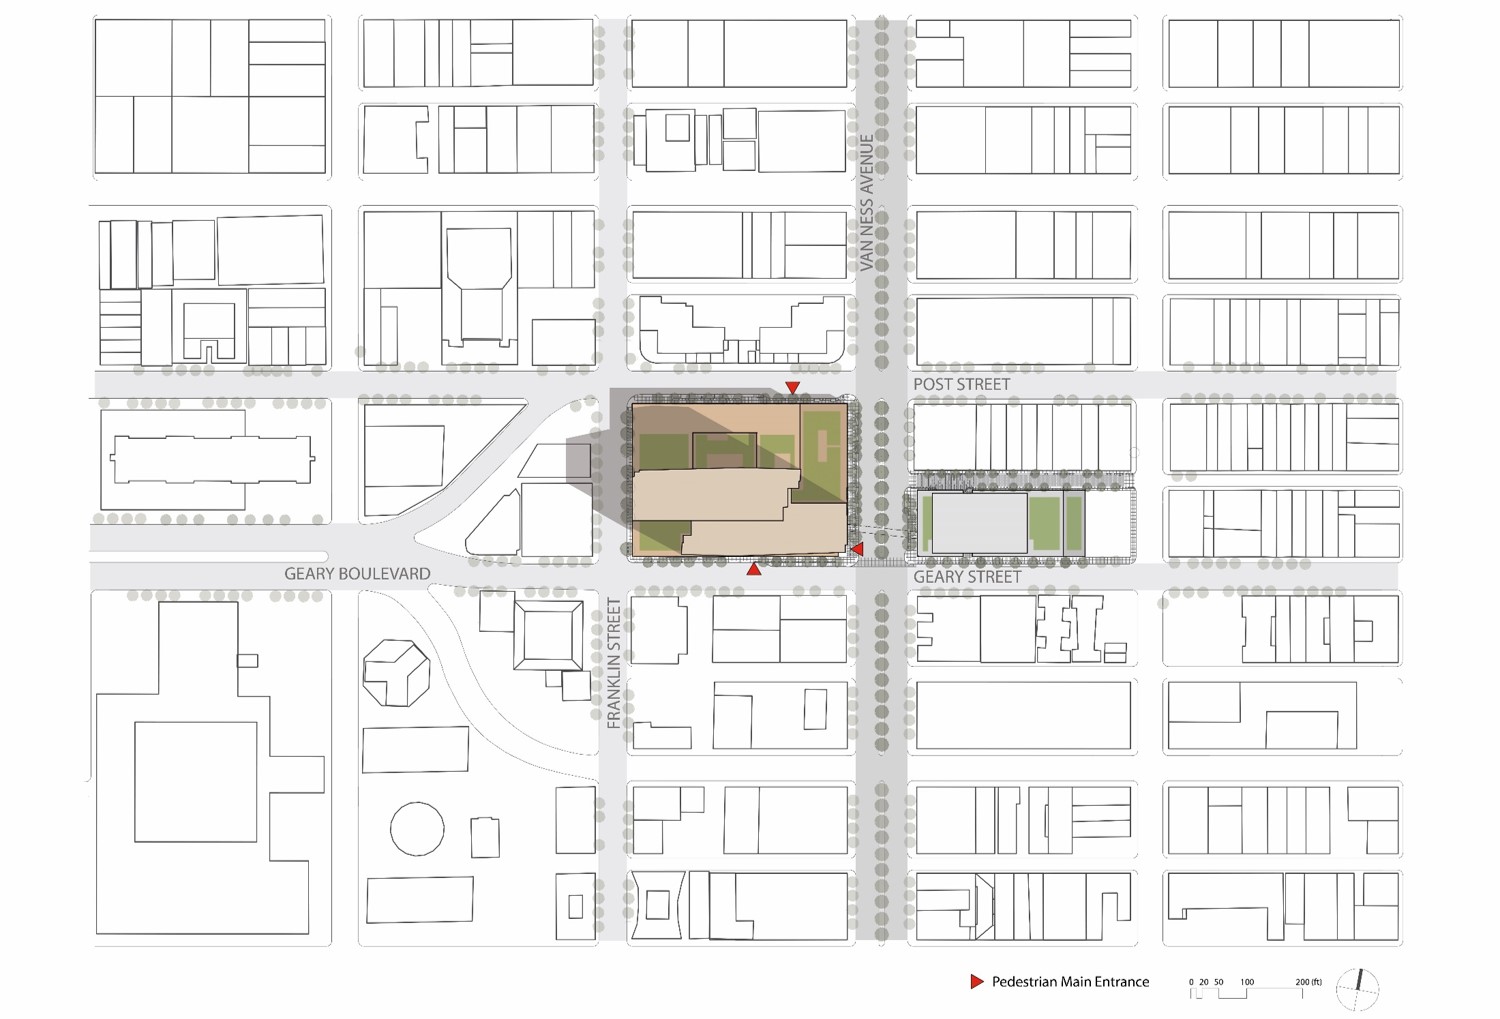 VAN NESS AVENUE
POST STREET
GEARY BOULEVARD
GEARY STREET
FRANKLIN STREET
Pedestrian Main Entrance
0 20 50 100 200 (ft)